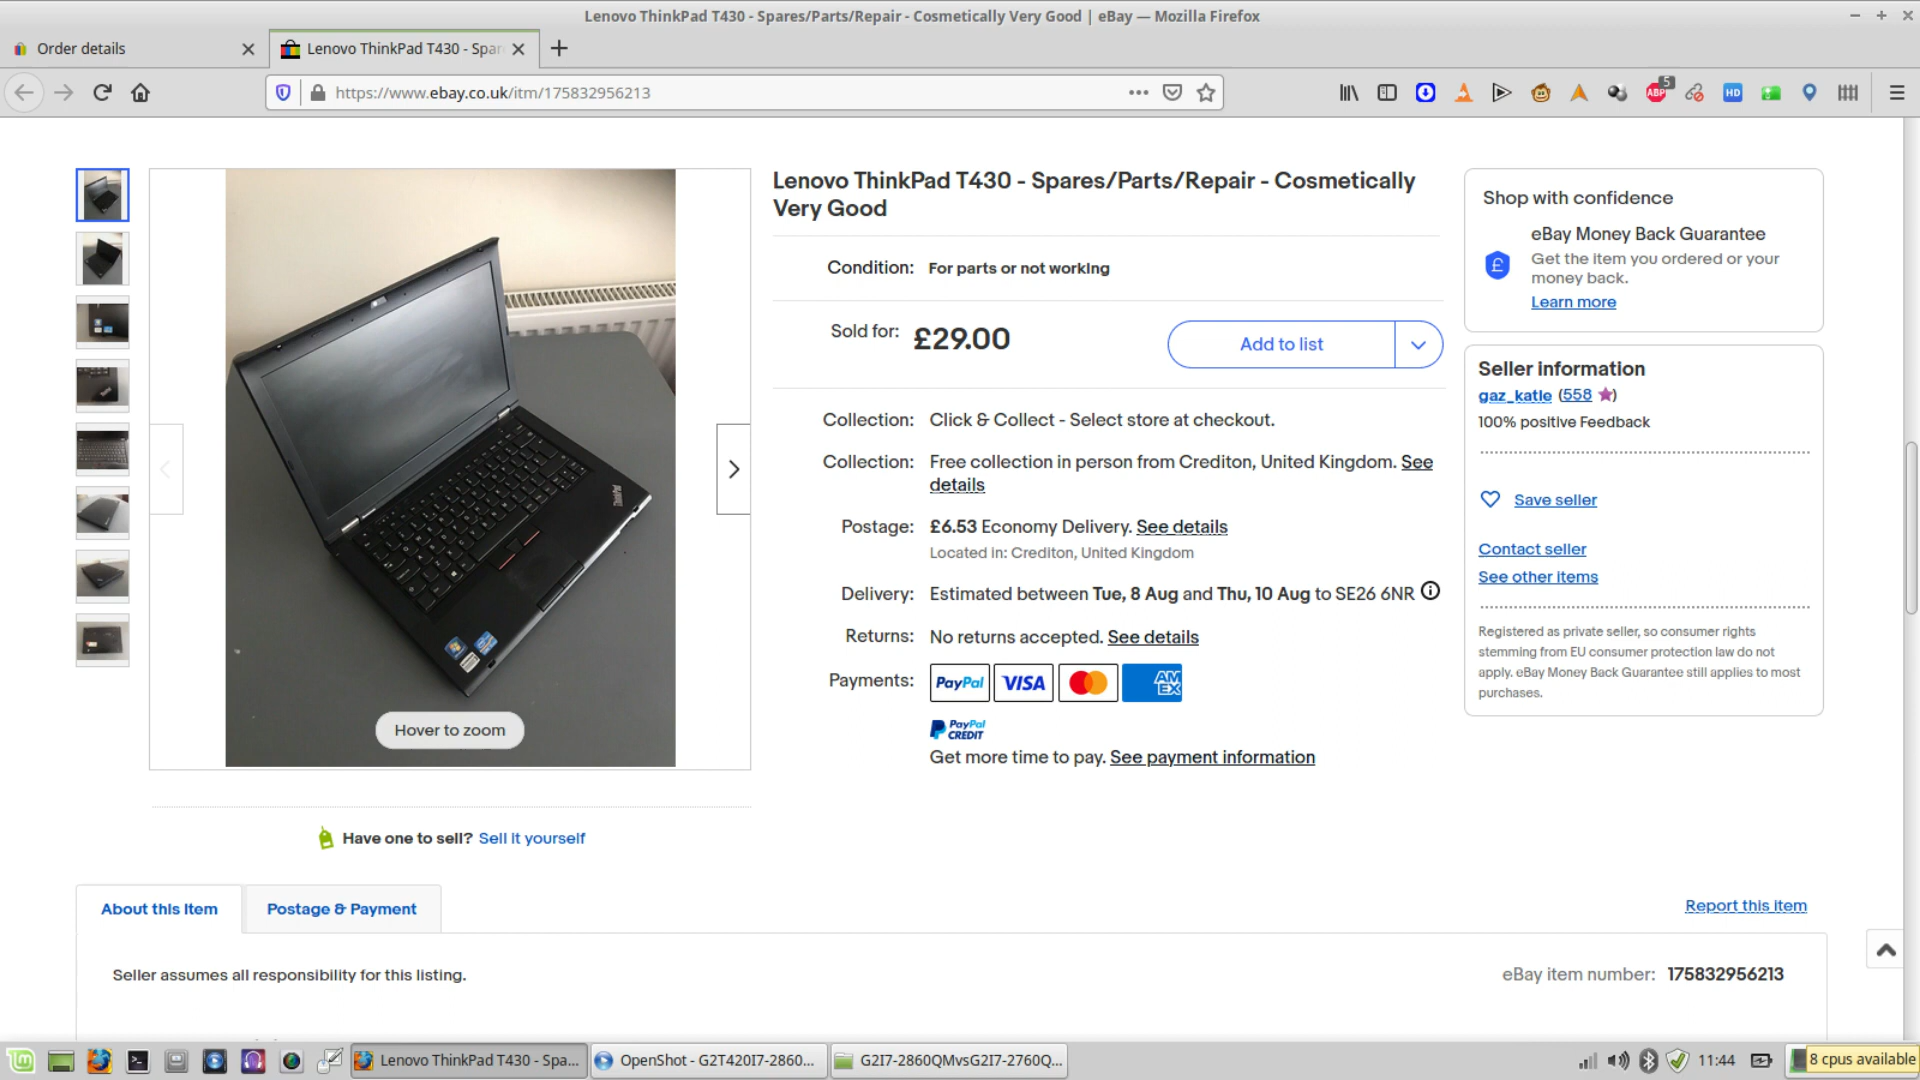 Lenovo ThinkPad T430 - Spares/Parts/Repair - Cosmetically Very Good | eBay — Mozilla Firefox
Order details
Lenovo ThinkPad T430 - Spar
https://www.ebay.co.uk/itm/175832956213
5
ABP
HD
Lenovo ThinkPad T430 - Spares/Parts/Repair - Cosmetically
Very Good
Condition: For parts or not working
Sold for: £29.00
Add to list
Collection: Click & Collect - Select store at checkout.
Collection: Free collection in person from Crediton, United Kingdom. See
details
Postage: £6.53 Economy Delivery. See details
Located in: Crediton, United Kingdom
Delivery: Estimated between Tue, 8 Aug and Thu, 10 Aug to SE26 6NR
Returns: No returns accepted. See details
Payments: PayPal VISA AM EX
PayPal CREDIT
Get more time to pay. See payment information
Shop with confidence
eBay Money Back Guarantee
Get the item you ordered or your
money back.
Learn more
Seller information
gaz_katle (558)
100% positive Feedback
Save seller
Contact seller
See other items
Registered as private seller, so consumer rights
stemming from EU consumer protection law do not
apply. eBay Money Back Guarantee still applies to most
purchases.
ThinkPad
Hover to zoom
Have one to sell? Sell it yourself
About this item
Postage & Payment
Report this item
Seller assumes all responsibility for this listing.
eBay item number: 175832956213
Lenovo ThinkPad T430 - Spa...
OpenShot - G2T420I7-2860...
G2I7-2860QMvsG2I7-2760Q...
11:44
8 cpus available